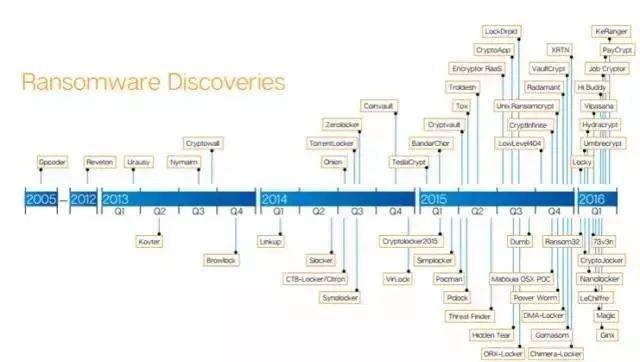 LockDroid
KeRanger
CryptoApp
XRTN
PayCrypt
Ransomware Discoveries
Encryptor RaaS
VaultCrypt
Job Cryptor
Troldesh
Radamant
Hi Buddy
Coinvault
Tox
Unix.Ransomcrypt
Vipasana
Zerolocker
Cryptvault
CryptInfinite
Hydracrypt
Cryptowall
TorrentLocker
BandarChor
LowLevel404
Umbrecrypt
Gpcoder
Reveton
Urausy
Nymaim
Onion
TeslaCrypt
Locky
2005 – 2012 2013 2014 2015 2016
Q1 Q2 Q3 Q4 Q1 Q2 Q3 Q4 Q1 Q2 Q3 Q4 Q1
Kovter
Linkup
Cryptolocker2015
Dumb
Ransom32
73v3n
Browlock
Slocker
Simplocker
CryptoJocker
CTB-Locker/Citron
VirLock
Pacman
Mabouia OSX POC
Nanolocker
Synolocker
Pclock
Power Worm
LeChiffre
Threat Finder
DMA-Locker
Magic
Hidden Tear
Gomasom
Ginx
ORX-Locker
Chimera-Locker